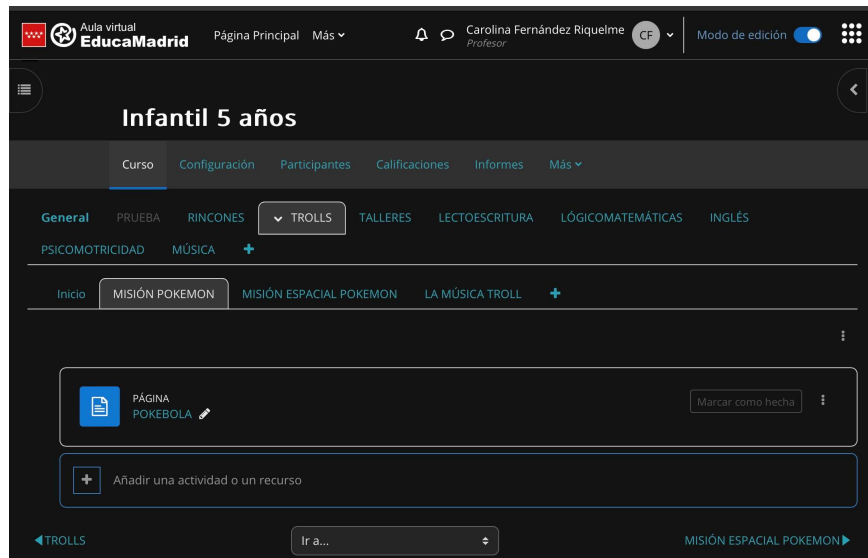 Aula virtual
EducaMadrid
Página Principal Más
Carolina Fernández Riquelme
Profesor
CF
Modo de edición
Infantil 5 años
Curso Configuración Participantes Calificaciones Informes Más
General PRUEBA RINCONES TROLLS TALLERES LECTOESCRITURA LÓGICOMATEMÁTICAS INGLÉS
PSICOMOTRICIDAD MÚSICA +
Inicio MISIÓN POKEMON MISIÓN ESPACIAL POKEMON LA MÚSICA TROLL +
PÁGINA
POKEBOLA
Marcar como hecha
+ Añadir una actividad o un recurso
TROLLS
Ir a...
MISIÓN ESPACIAL POKEMON